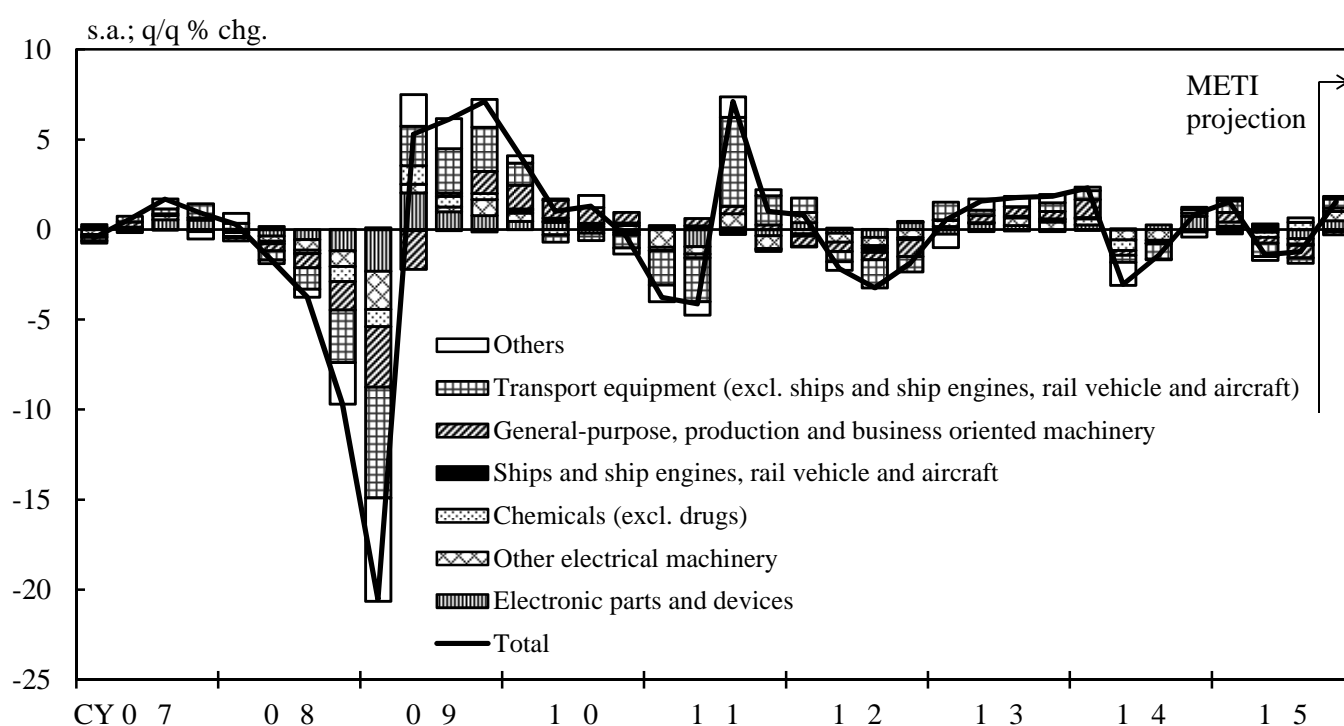 s.a.; q/q % chg.
10
5
0
-5
-10
-15
-20
-25
METI
projection
Others
Transport equipment (excl. ships and ship engines, rail vehicle and aircraft)
General-purpose, production and business oriented machinery
Ships and ship engines, rail vehicle and aircraft
Chemicals (excl. drugs)
Other electrical machinery
Electronic parts and devices
Total
CY 0 7 0 8 0 9 1 0 1 1 1 2 1 3 1 4 1 5